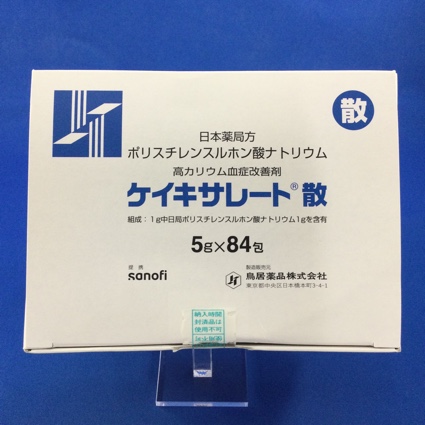 散
日本薬局方
ポリスチレンスルホン酸ナトリウム
高カリウム血症改善剤
ケイキサレート®散
組成:1g中日局ポリスチレンスルホン酸ナトリウム1gを含有
5g×84包
提携
sanofi
製造販売元
鳥居薬品株式会社
東京都中央区日本橋本町3-4-1
納入時開
封済品は
使用不可